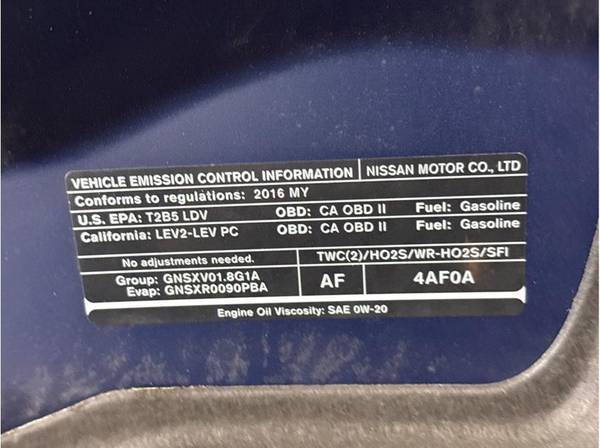 VEHICLE EMISSION CONTROL INFORMATION NISSAN MOTOR CO., LTD
Conforms to regulations: 2016 MY
U.S. EPA: T2B5 LDV OBD: CA OBD II Fuel: Gasoline
California: LEV2-LEV PC OBD: CA OBD II Fuel: Gasoline
No adjustments needed. TWC(2)/HO2S/WR-HO2S/SFI
Group: GNSXV01.8G1A
Evap: GNSXR0090PBA
AF 4AF0A
Engine Oil Viscosity: SAE 0W-20